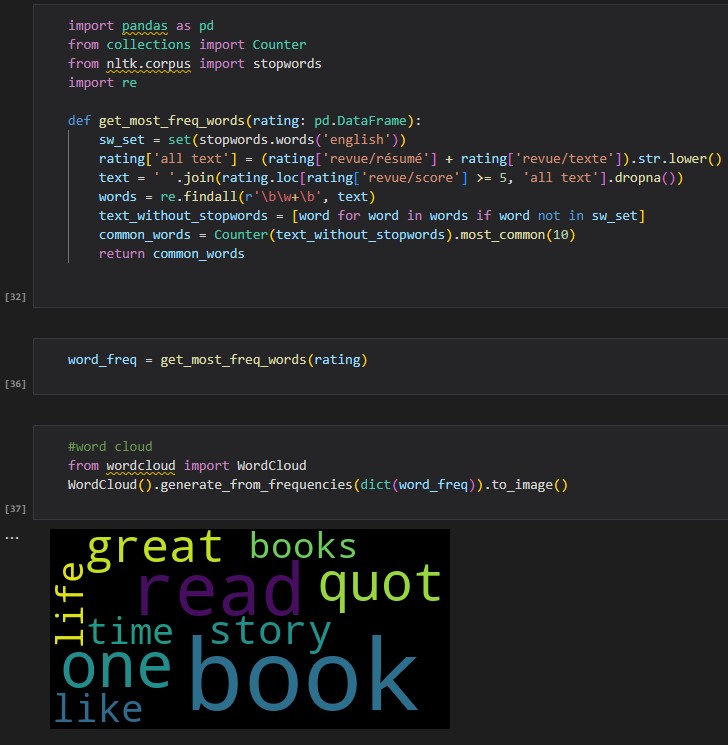 import pandas as pd
from collections import Counter
from nltk.corpus import stopwords
import re
def get_most_freq_words(rating: pd.DataFrame):
    sw_set = set(stopwords.words('english'))
    rating['all text'] = (rating['revue/résumé'] + rating['revue/texte']).str.lower()
    text = ' '.join(rating.loc[rating['revue/score'] >= 5, 'all text'].dropna())
    words = re.findall(r'\b\w+\b', text)
    text_without_stopwords = [word for word in words if word not in sw_set]
    common_words = Counter(text_without_stopwords).most_common(10)
    return common_words
[32]
word_freq = get_most_freq_words(rating)
[36]
#word cloud
from wordcloud import WordCloud
WordCloud().generate_from_frequencies(dict(word_freq)).to_image()
[37]
...
great books
life read quot
time story
one book
like